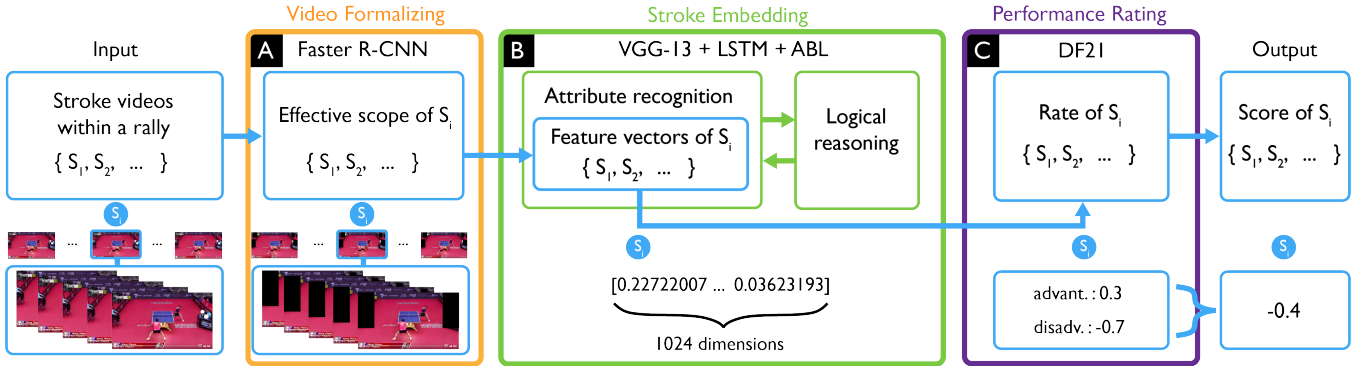 Video Formalizing
Stroke Embedding
Performance Rating
Input
A
Faster R-CNN
B
VGG-13 + LSTM + ABL
C
DF21
Output
Stroke videos
within a rally
{ S1, S2, ... }
Effective scope of Si
{ S1, S2, ... }
Attribute recognition
Feature vectors of Si
{ S1, S2, ... }
Logical
reasoning
Rate of Si
{ S1, S2, ... }
Score of Si
{ S1, S2, ... }
Si
Si
Si
Si
Si
... ...
... ...
[0.22722007 ... 0.03623193]
1024 dimensions
advant. : 0.3
disadv. : -0.7
-0.4